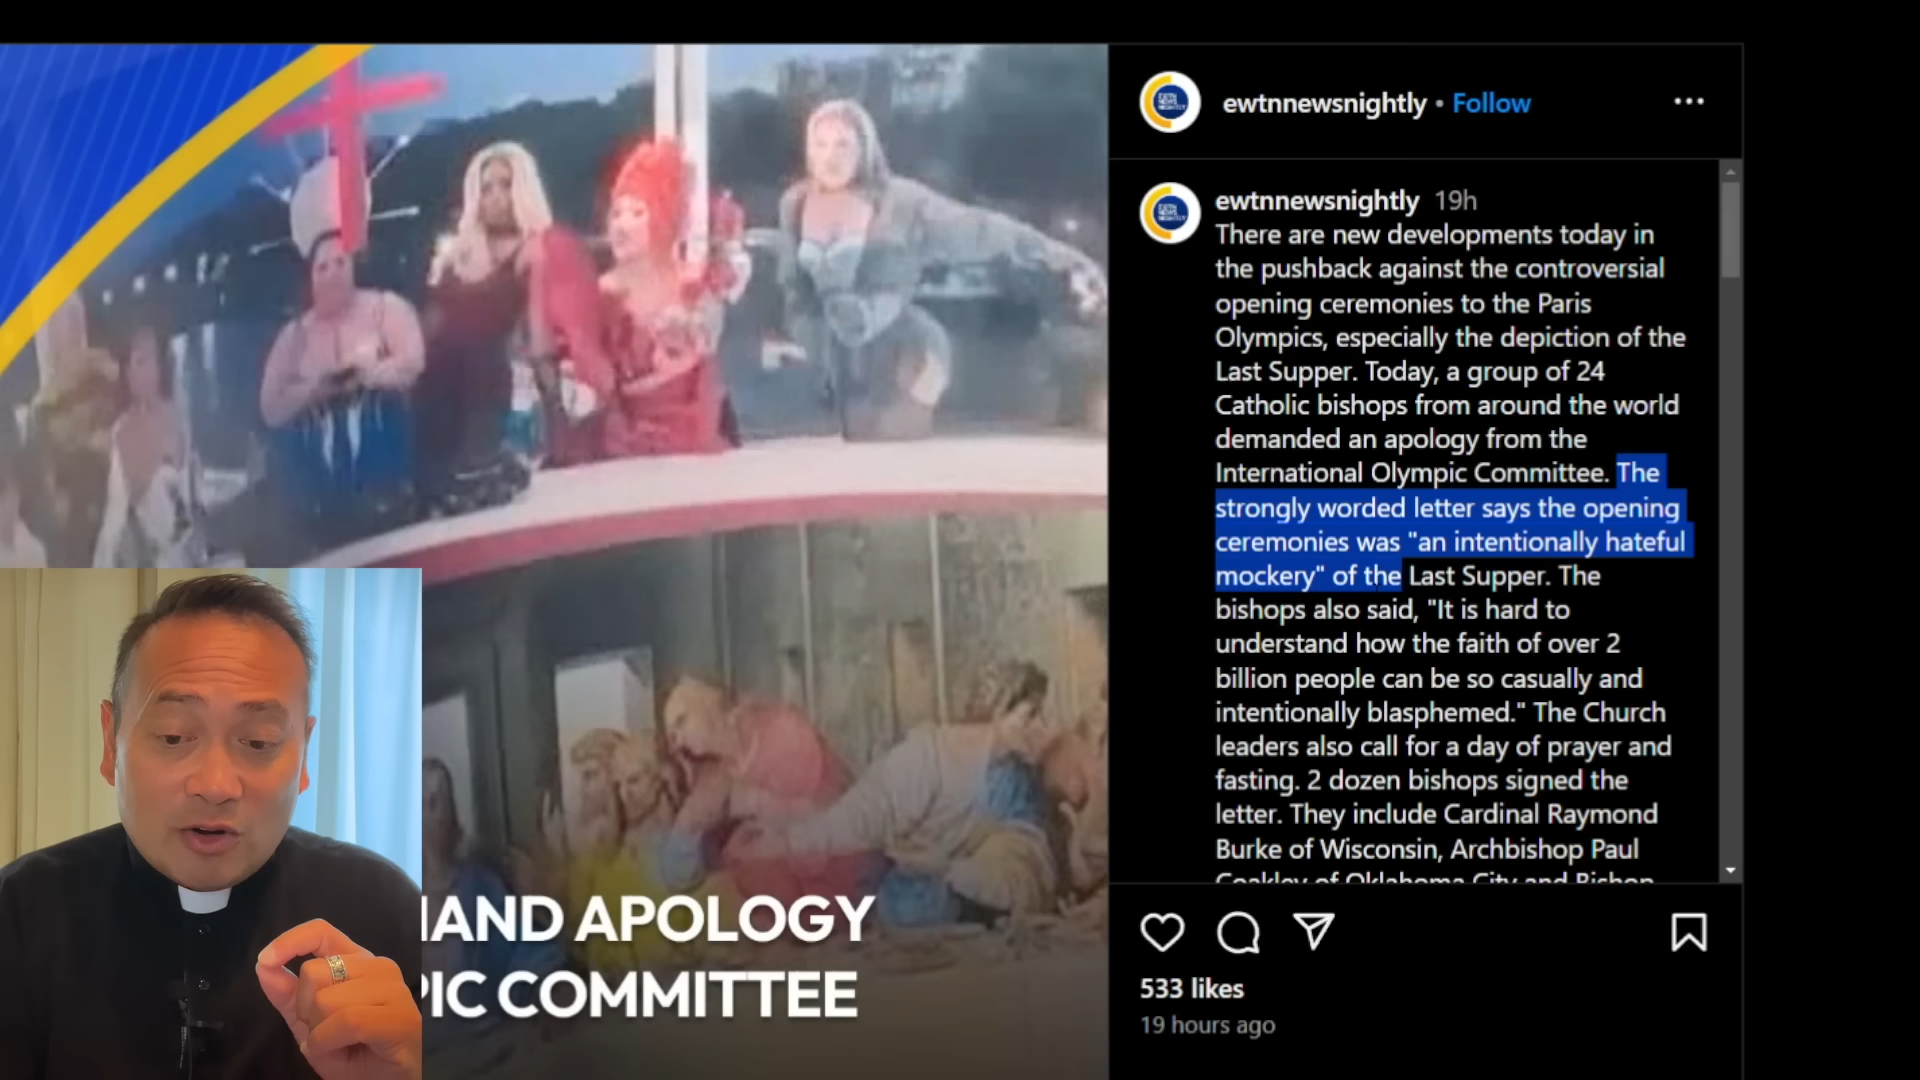 ewtnnewsnightly • Follow
ewtnnewsnightly 19h
There are new developments today in
the pushback against the controversial
opening ceremonies to the Paris
Olympics, especially the depiction of the
Last Supper. Today, a group of 24
Catholic bishops from around the world
demanded an apology from the
International Olympic Committee. The
strongly worded letter says the opening
ceremonies was "an intentionally hateful
mockery" of the Last Supper. The
bishops also said, "It is hard to
understand how the faith of over 2
billion people can be so casually and
intentionally blasphemed." The Church
leaders also call for a day of prayer and
fasting. 2 dozen bishops signed the
letter. They include Cardinal Raymond
Burke of Wisconsin, Archbishop Paul
Coakley of Oklahoma City and Bishop
533 likes
19 hours ago
AND APOLOGY
IC COMMITTEE